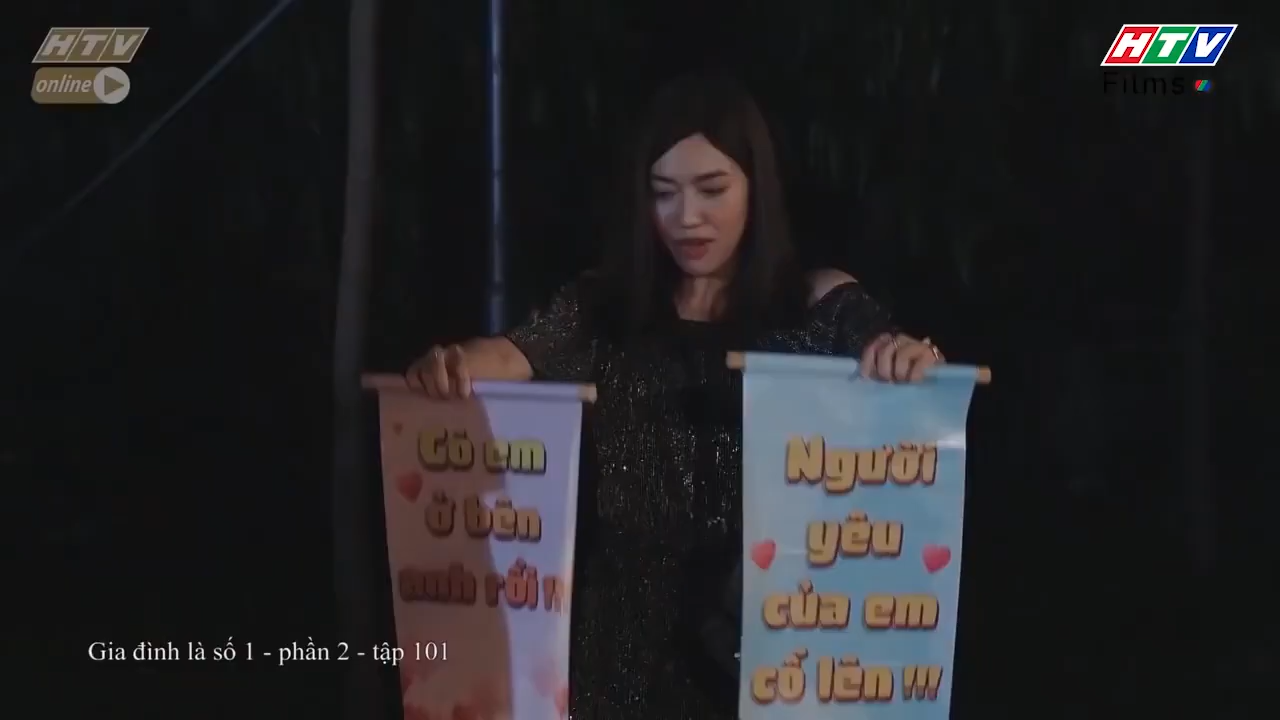 HTV
online
HTV
Films
Có em
ở bên
anh rồi !!!
Người
yêu
của em
cố lên !!!
Gia đình là số 1 - phần 2 - tập 101